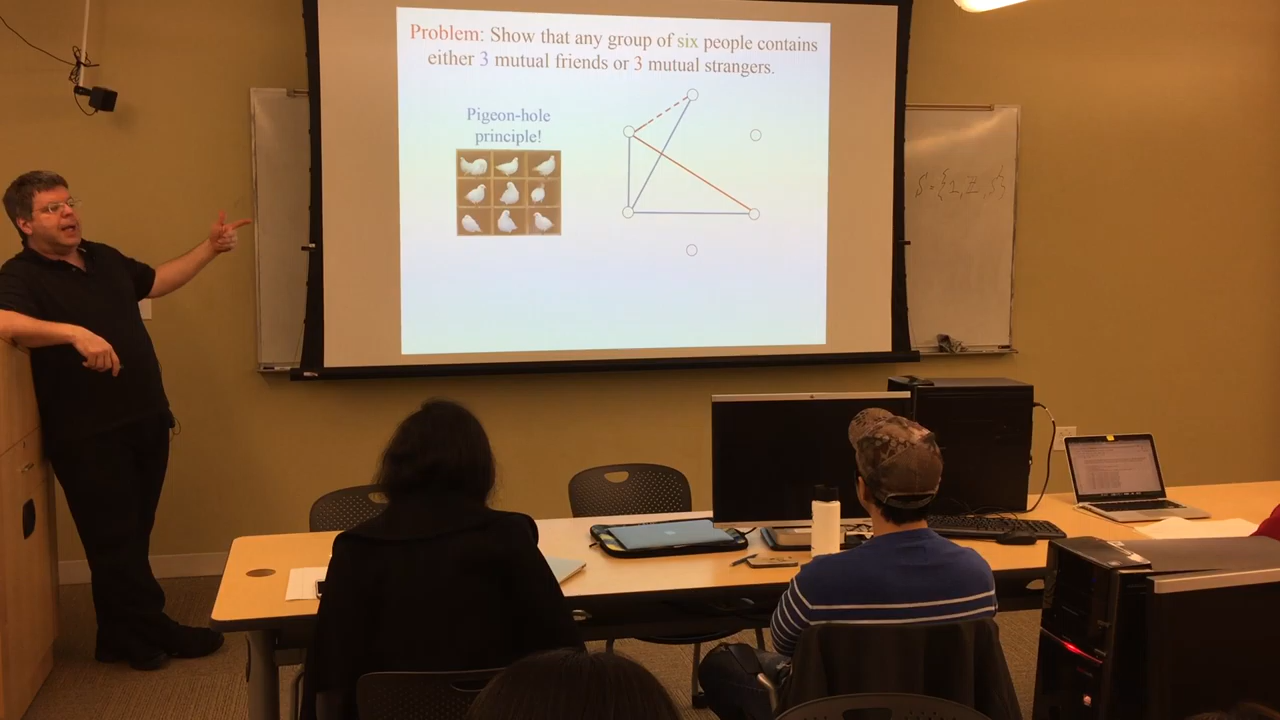 Problem: Show that any group of six people contains
either 3 mutual friends or 3 mutual strangers.
Pigeon-hole
principle!